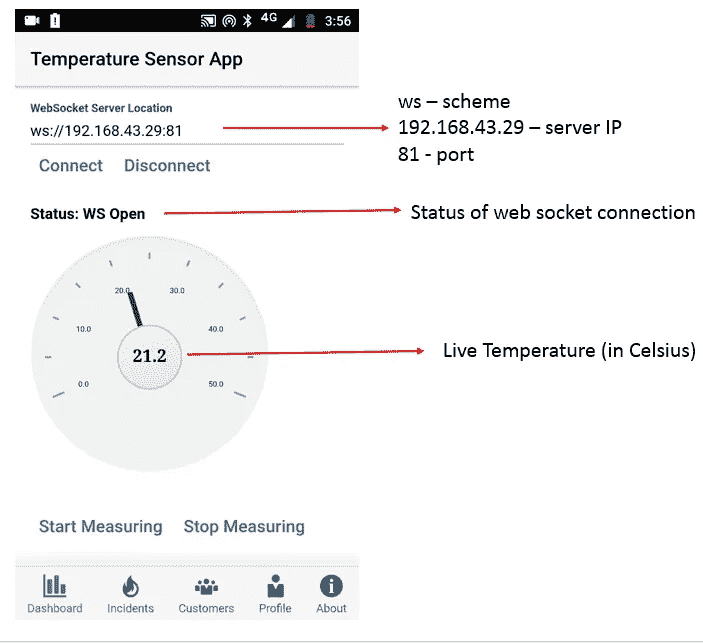 4G 3:56
Temperature Sensor App
WebSocket Server Location
ws://192.168.43.29:81
ws – scheme
192.168.43.29 – server IP
81 - port
Connect Disconnect
Status: WS Open
Status of web socket connection
20.0 30.0
10.0 40.0
21.2
Live Temperature (in Celsius)
0.0 50.0
Start Measuring Stop Measuring
Dashboard Incidents Customers Profile About